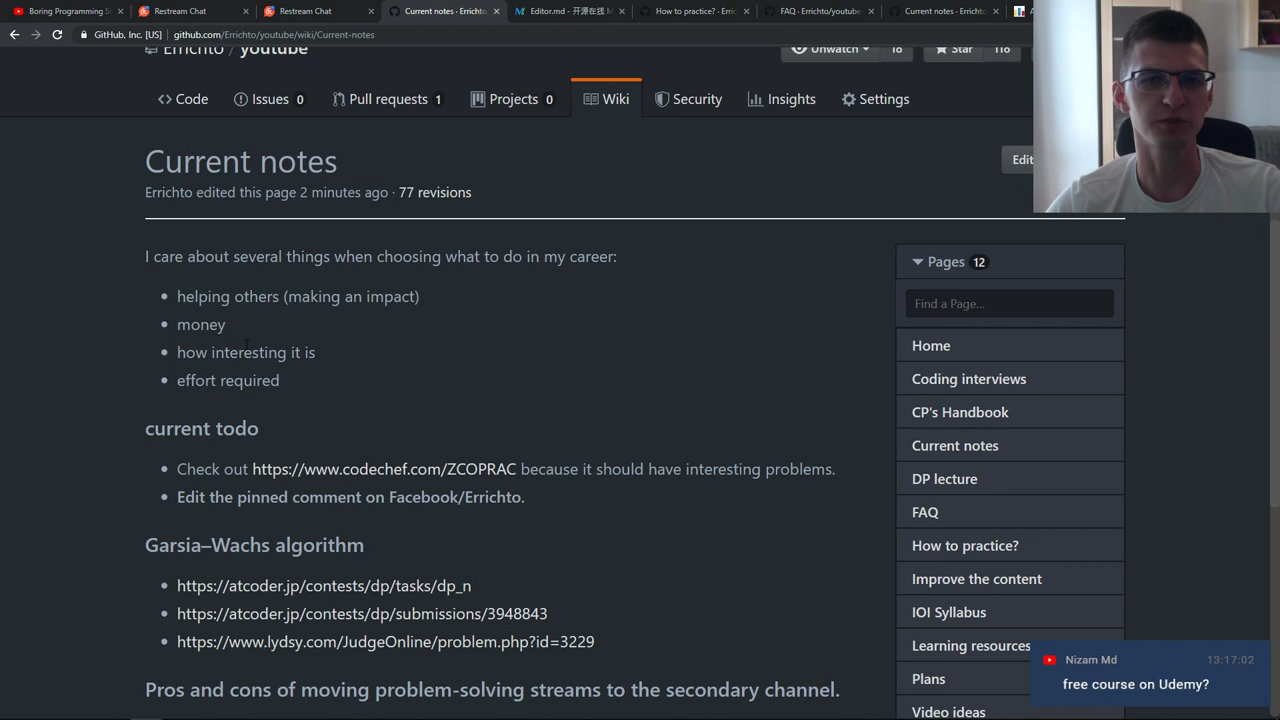 Boring Programming S
Restream Chat
Restream Chat
Current notes · Errichto
Editor.md - 开源在线 M
How to practice? · Erric
FAQ · Errichto/youtube
Current notes · Errichto
GitHub, Inc. [US]
github.com/Errichto/youtube/wiki/Current-notes
Errichto / youtube
Unwatch 18
Star 118
Code
Issues 0
Pull requests 1
Projects 0
Wiki
Security
Insights
Settings
Current notes
Edit
Errichto edited this page 2 minutes ago · 77 revisions
I care about several things when choosing what to do in my career:
helping others (making an impact)
money
how interesting it is
effort required
current todo
Check out https://www.codechef.com/ZCOPRAC because it should have interesting problems.
Edit the pinned comment on Facebook/Errichto.
Garsia–Wachs algorithm
https://atcoder.jp/contests/dp/tasks/dp_n
https://atcoder.jp/contests/dp/submissions/3948843
https://www.lydsy.com/JudgeOnline/problem.php?id=3229
Pros and cons of moving problem-solving streams to the secondary channel.
Pages 12
Find a Page...
Home
Coding interviews
CP's Handbook
Current notes
DP lecture
FAQ
How to practice?
Improve the content
IOI Syllabus
Learning resources
Plans
Video ideas
Nizam Md 13:17:02
free course on Udemy?